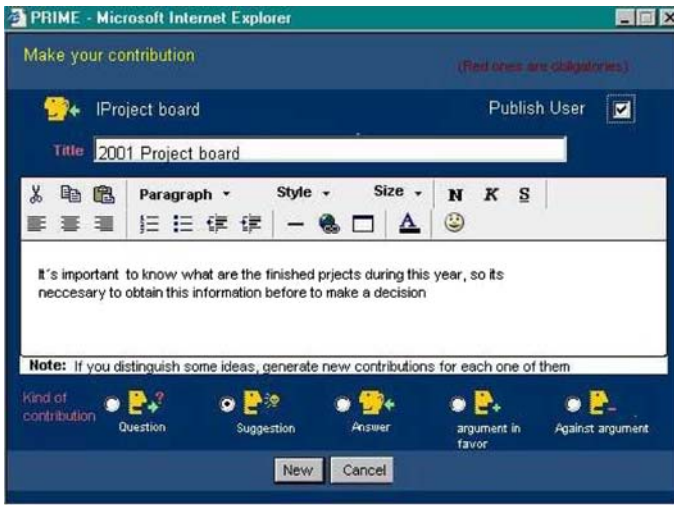 PRIME - Microsoft Internet Explorer
Make your contribution
(Red ones are obligatories)
IProject board
Publish User
Title 2001 Project board
Paragraph Style Size N K S
A
It´s important to know what are the finished prjects during this year, so its
neccesary to obtain this information before to make a decision
Note: If you distinguish some ideas, generate new contributions for each one of them
Kind of
contribution
Question Suggestion Answer argument in Against argument
favor
New Cancel